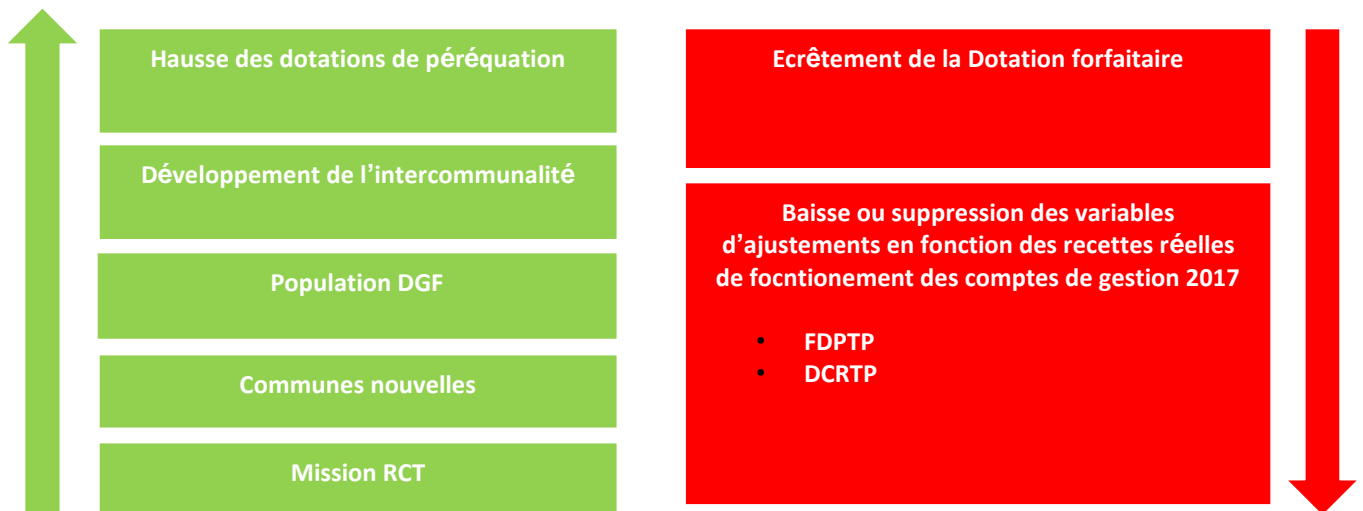 Hausse des dotations de péréquation
Développement de l’intercommunalité
Population DGF
Communes nouvelles
Mission RCT
Ecrêtement de la Dotation forfaitaire
Baisse ou suppression des variables
d’ajustements en fonction des recettes réelles
de focntionement des comptes de gestion 2017
• FDPTP
• DCRTP